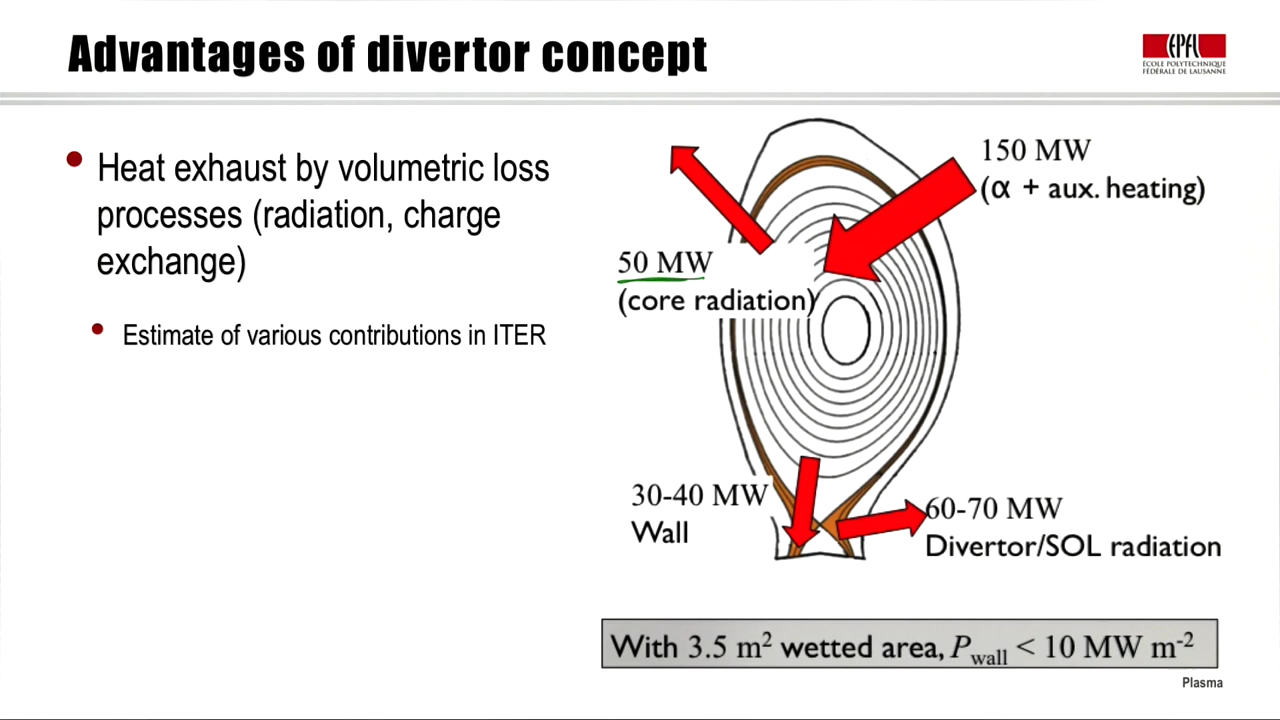 Advantages of divertor concept
EPFL
ÉCOLE POLYTECHNIQUE
FÉDÉRALE DE LAUSANNE
Heat exhaust by volumetric loss
processes (radiation, charge
exchange)
Estimate of various contributions in ITER
150 MW
(α + aux. heating)
50 MW
(core radiation)
30-40 MW
Wall
60-70 MW
Divertor/SOL radiation
With 3.5 m² wetted area, P_wall < 10 MW m⁻²
Plasma